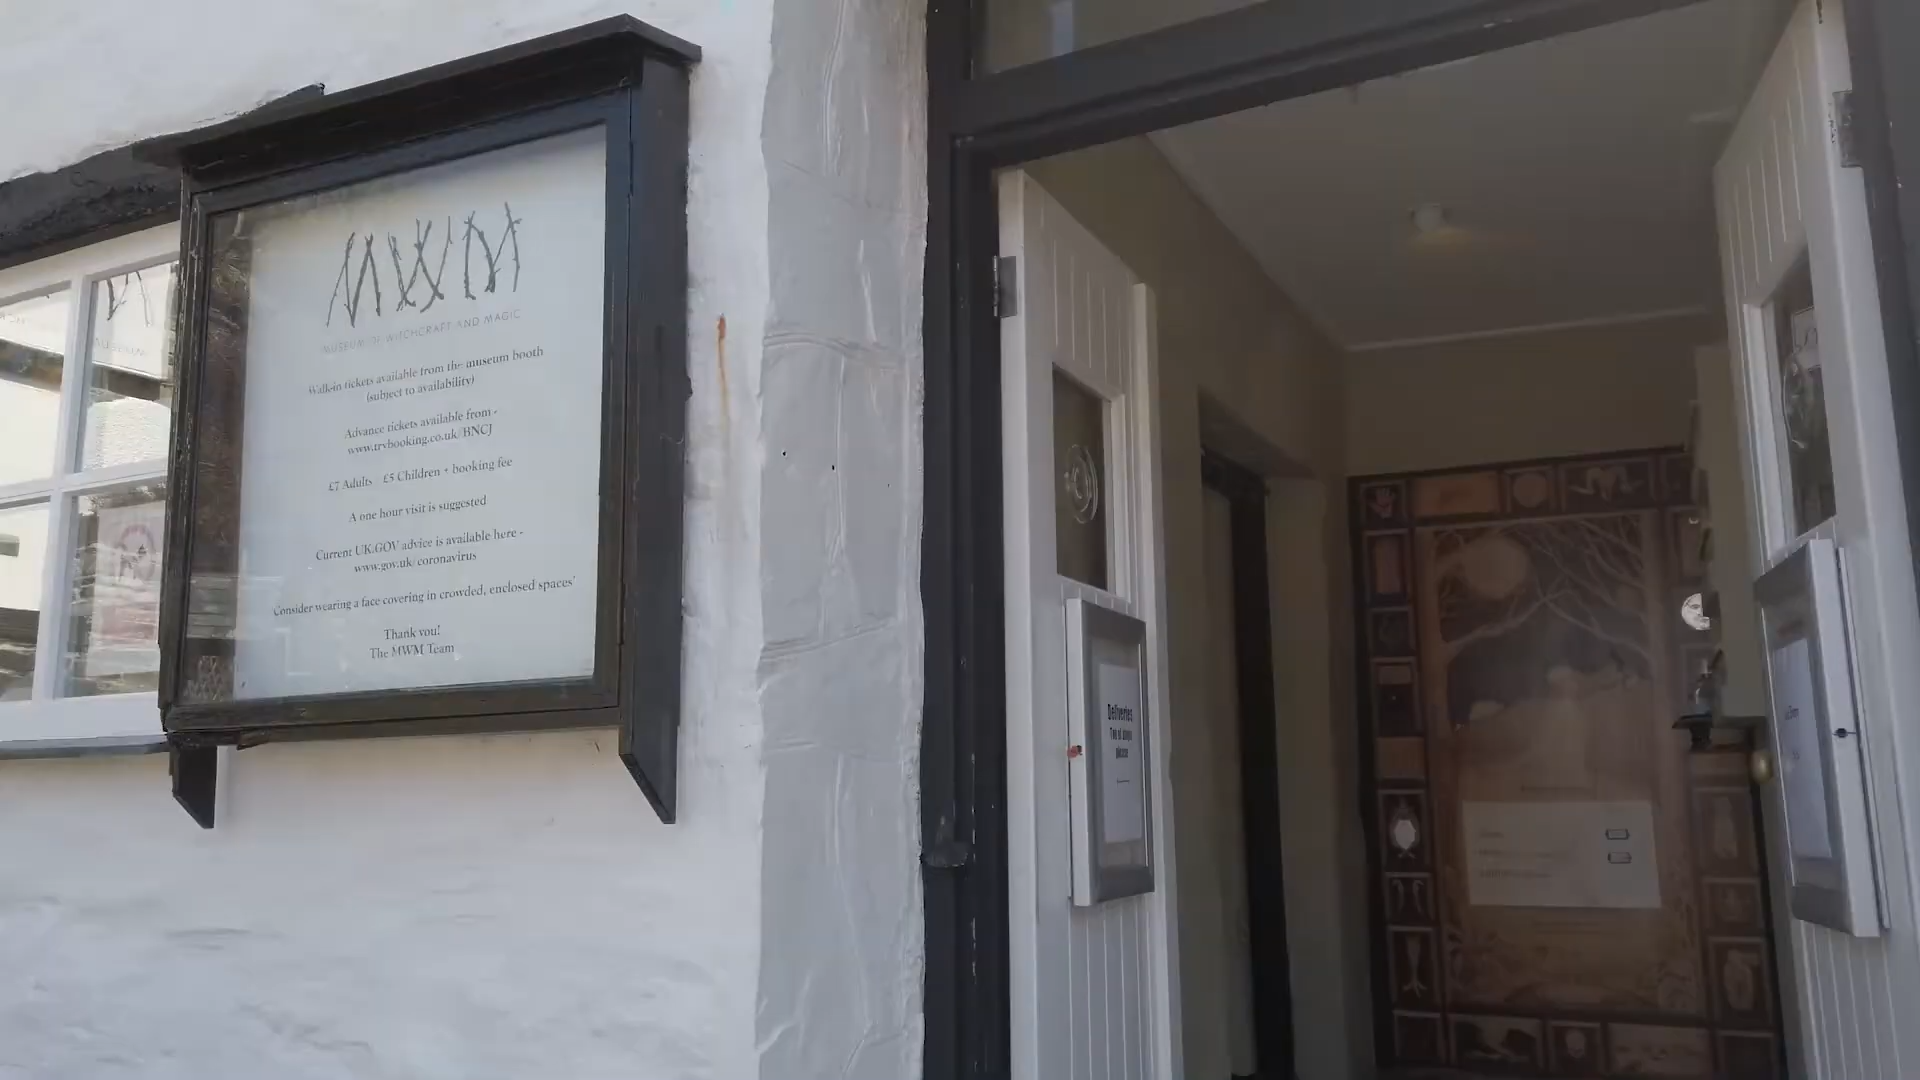 MWM
MUSEUM OF WITCHCRAFT AND MAGIC
Walk-in tickets available from the museum booth
(subject to availability)
Advance tickets available from -
www.trybooking.co.uk/BNCJ
£7 Adults £5 Children + booking fee
A one hour visit is suggested
Current UK.GOV advice is available here -
www.gov.uk/coronavirus
Consider wearing a face covering in crowded, enclosed spaces'
Thank you!
The MWM Team
Deliveries
please